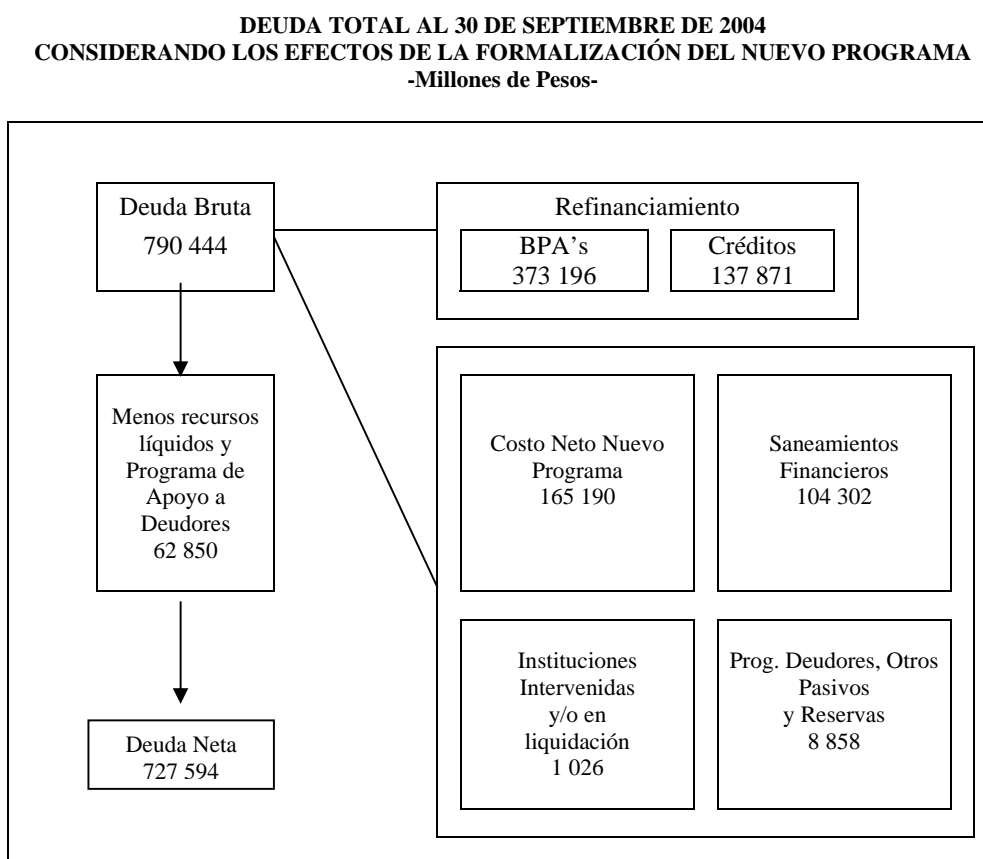 DEUDA TOTAL AL 30 DE SEPTIEMBRE DE 2004
CONSIDERANDO LOS EFECTOS DE LA FORMALIZACIÓN DEL NUEVO PROGRAMA
-Millones de Pesos-
Deuda Bruta
790 444
Refinanciamiento
BPA’s
373 196
Créditos
137 871
Menos recursos
líquidos y
Programa de
Apoyo a
Deudores
62 850
Costo Neto Nuevo
Programa
165 190
Saneamientos
Financieros
104 302
Instituciones
Intervenidas
y/o en
liquidación
1 026
Prog. Deudores, Otros
Pasivos
y Reservas
8 858
Deuda Neta
727 594